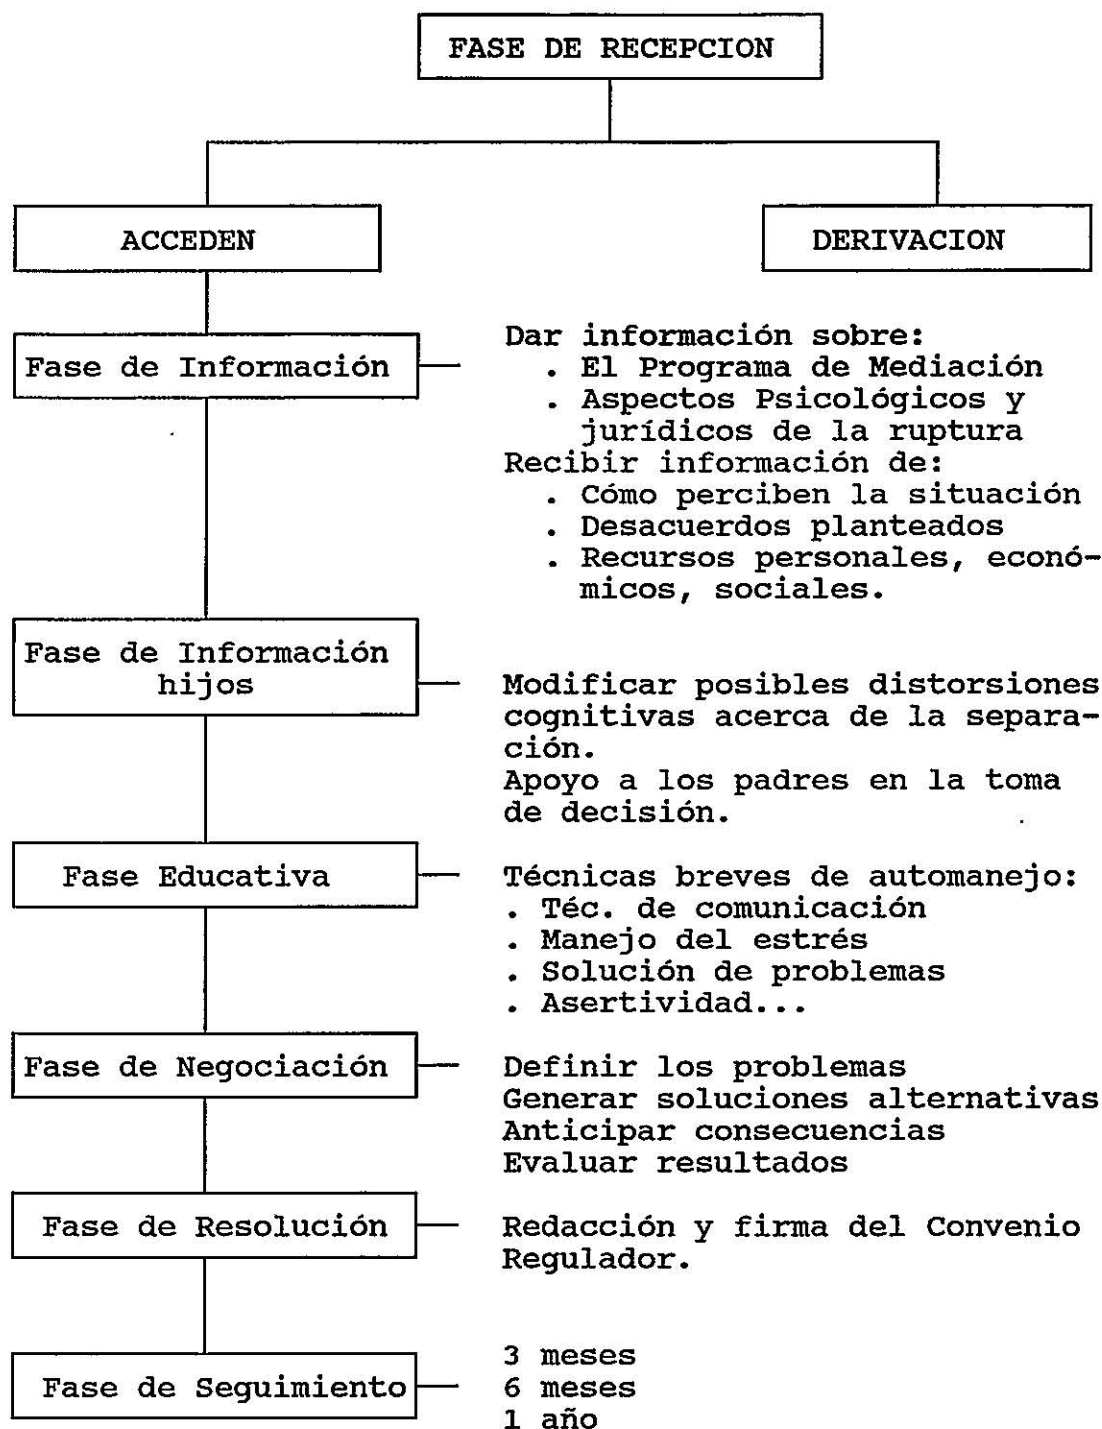 FASE DE RECEPCION
ACCEDEN
DERIVACION
Fase de Información
Dar información sobre:
. El Programa de Mediación
. Aspectos Psicológicos y
jurídicos de la ruptura
Recibir información de:
. Cómo perciben la situación
. Desacuerdos planteados
. Recursos personales, econó-
micos, sociales.
Fase de Información
hijos
Modificar posibles distorsiones
cognitivas acerca de la separa-
ción.
Apoyo a los padres en la toma
de decisión.
Fase Educativa
Técnicas breves de automanejo:
. Téc. de comunicación
. Manejo del estrés
. Solución de problemas
. Asertividad...
Fase de Negociación
Definir los problemas
Generar soluciones alternativas
Anticipar consecuencias
Evaluar resultados
Fase de Resolución
Redacción y firma del Convenio
Regulador.
Fase de Seguimiento
3 meses
6 meses
1 año